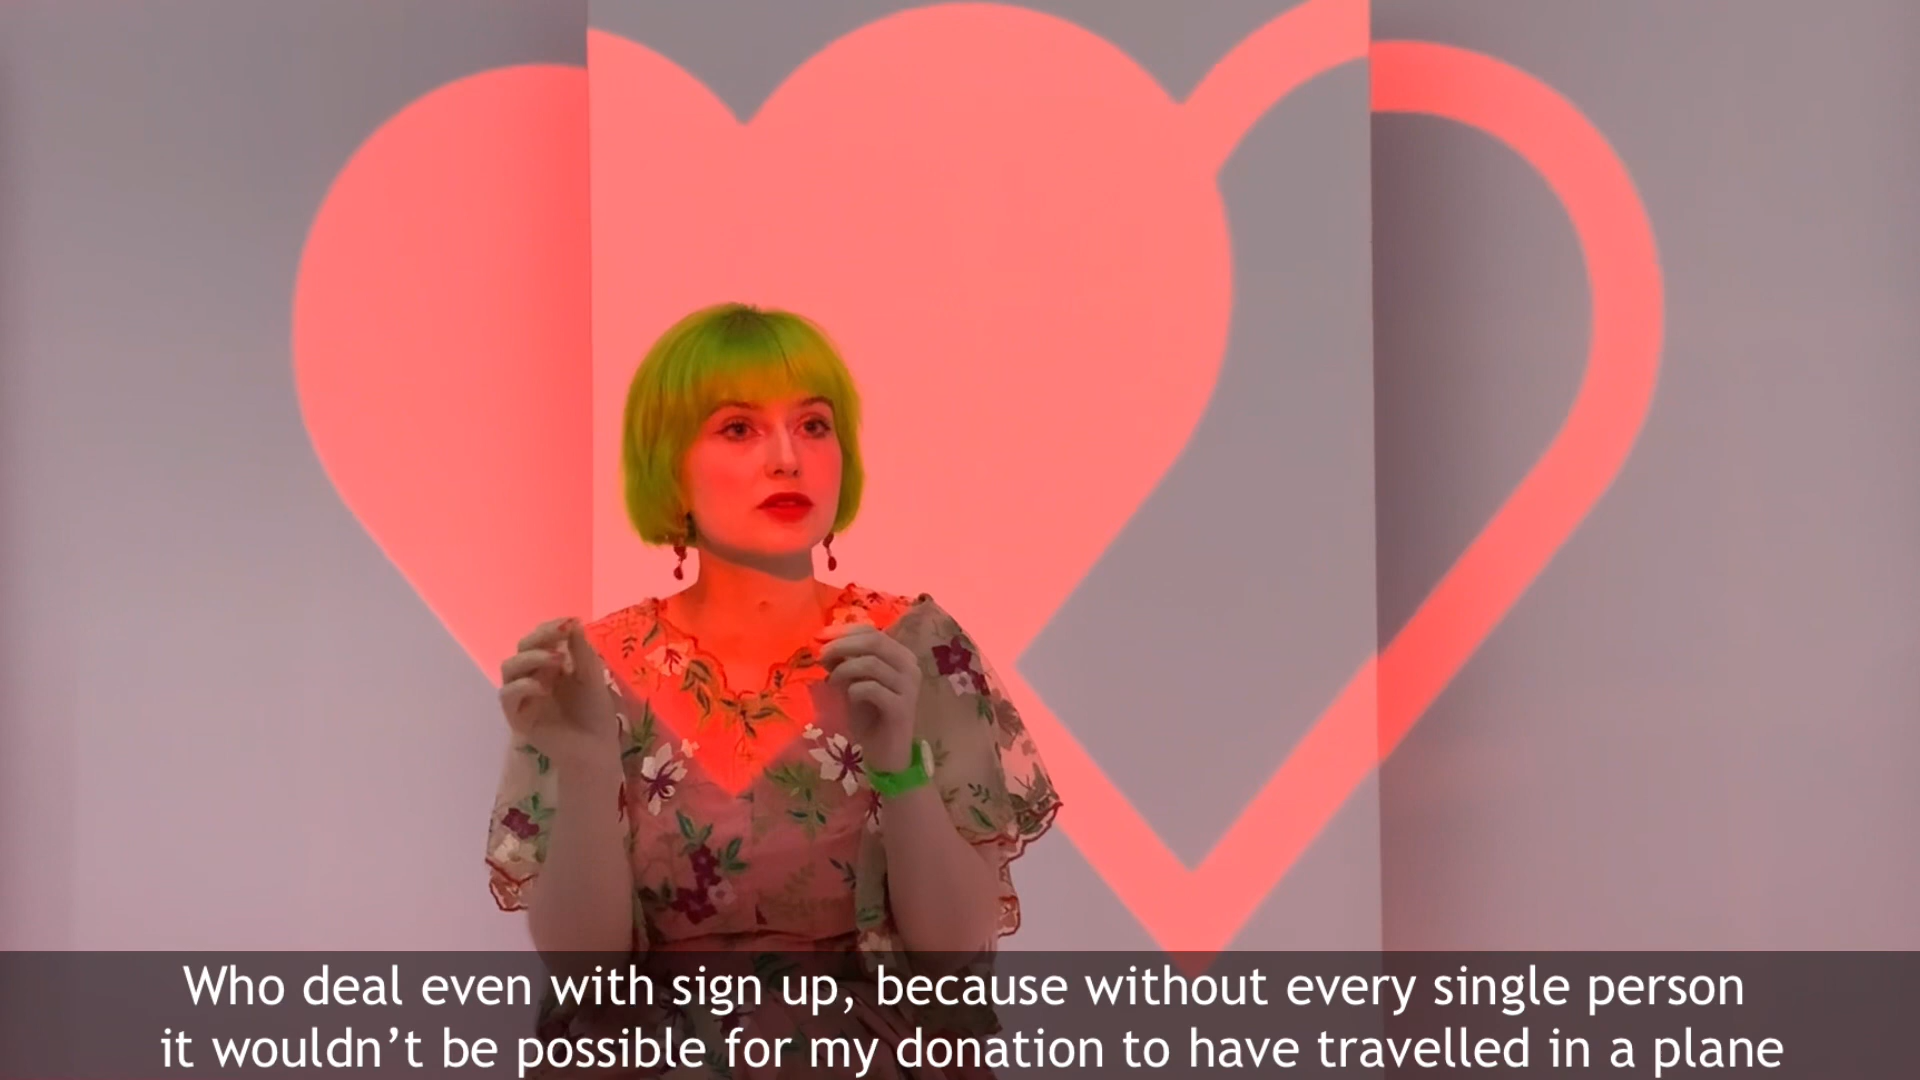 Who deal even with sign up, because without every single person
it wouldn’t be possible for my donation to have travelled in a plane